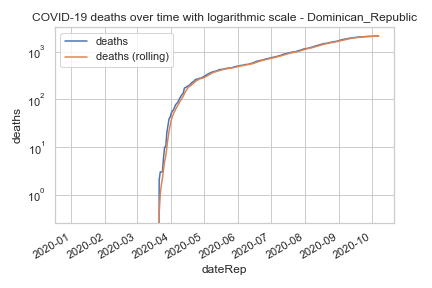 COVID-19 deaths over time with logarithmic scale - Dominican_Republic
deaths
deaths (rolling)
10³
10²
10¹
10⁰
deaths
2020-01
2020-02
2020-03
2020-04
2020-05
2020-06
2020-07
2020-08
2020-09
2020-10
dateRep